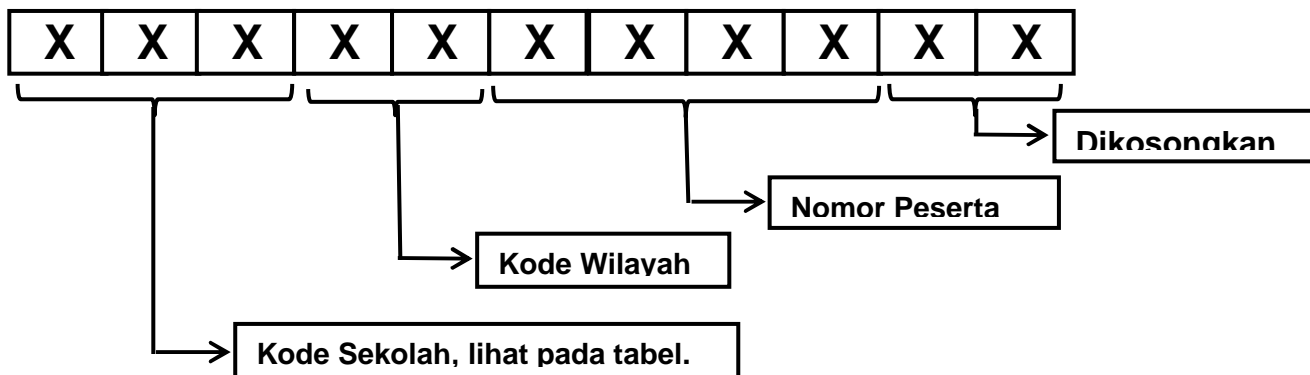 X X X X X X X X X X X
Dikosongkan
Nomor Peserta
Kode Wilayah
Kode Sekolah, lihat pada tabel.